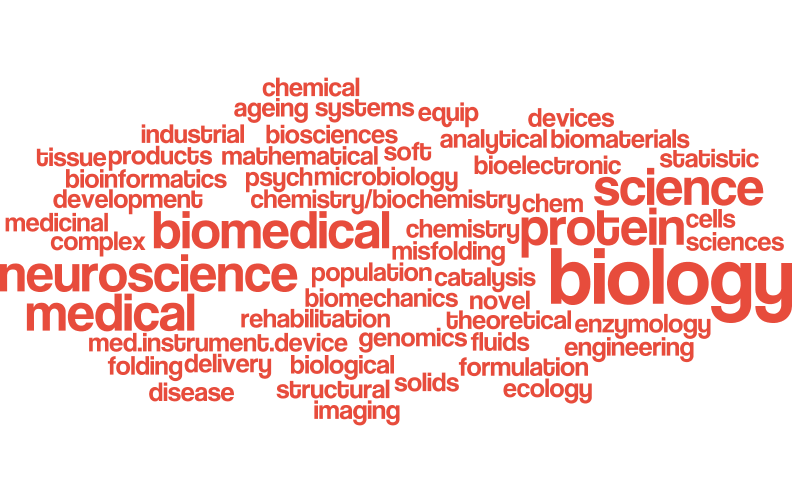 chemical
ageing systems equip devices
industrial biosciences analytical biomaterials
tissue products mathematical soft bioelectronic statistic
bioinformatics psych microbiology science
development chemistry/biochemistry chem
medicinal biomedical chemistry protein cells
complex misfolding sciences
neuroscience population catalysis biology
medical biomechanics novel
rehabilitation theoretical enzymology
med.instrument.device genomics fluids engineering
folding delivery biological formulation
disease structural solids ecology
imaging